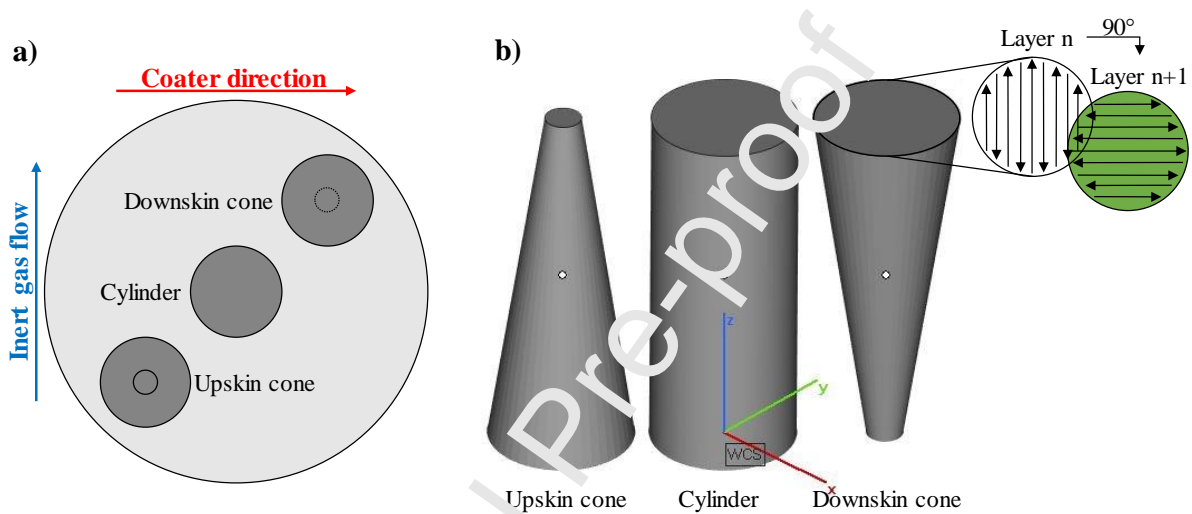 a)
Coater direction
Inert gas flow
Downskin cone
Cylinder
Upskin cone
b)
Layer n
90°
Layer n+1
z
y
WCS
x
Upskin cone
Cylinder
Downskin cone
l Pre-proof